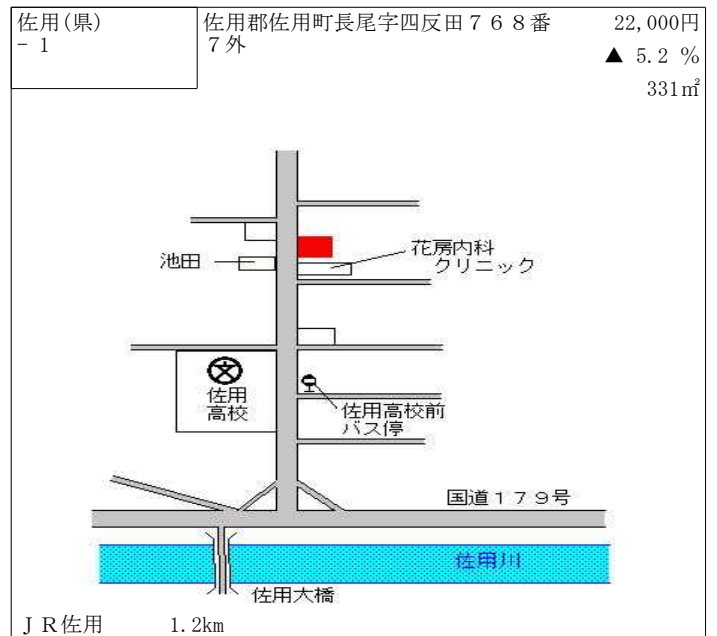 佐用(県)
－１
佐用郡佐用町長尾字四反田７６８番
７外
22,000円
▲ 5.2 %
331㎡
花房内科
クリニック
池田
文
佐用
高校
佐用高校前
バス停
国道１７９号
佐用川
佐用大橋
ＪＲ佐用 1.2km